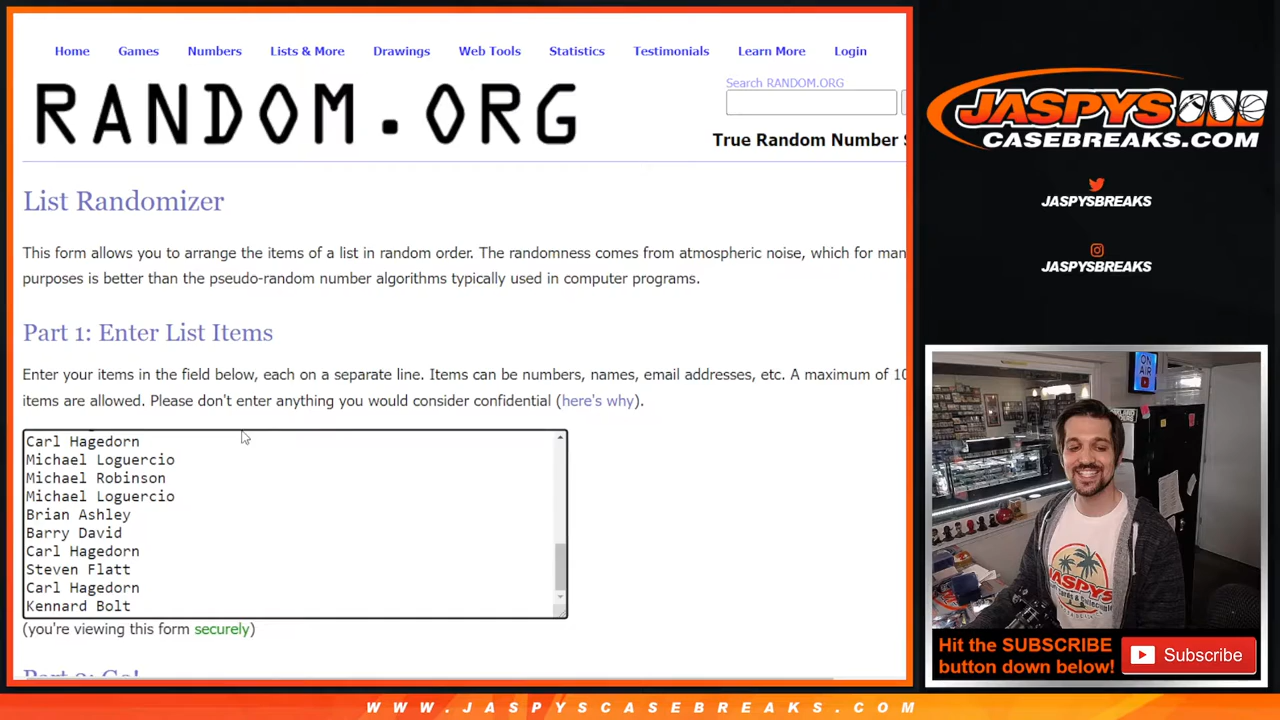 Home Games Numbers Lists & More Drawings Web Tools Statistics Testimonials Learn More Login
RANDOM.ORG
Search RANDOM.ORG
True Random Number
List Randomizer
This form allows you to arrange the items of a list in random order. The randomness comes from atmospheric noise, which for man
purposes is better than the pseudo-random number algorithms typically used in computer programs.
Part 1: Enter List Items
Enter your items in the field below, each on a separate line. Items can be numbers, names, email addresses, etc. A maximum of 10
items are allowed. Please don't enter anything you would consider confidential (here's why).
Carl Hagedorn
Michael Loguercio
Michael Robinson
Michael Loguercio
Brian Ashley
Barry David
Carl Hagedorn
Steven Flatt
Carl Hagedorn
Kennard Bolt
(you're viewing this form securely)
Part 2: Go!
JASPYS
CASEBREAKS.COM
JASPYSBREAKS
JASPYSBREAKS
ON
AIR
JASPYS
Hit the SUBSCRIBE
button down below!
Subscribe
WWW.JASPYSCASEBREAKS.COM